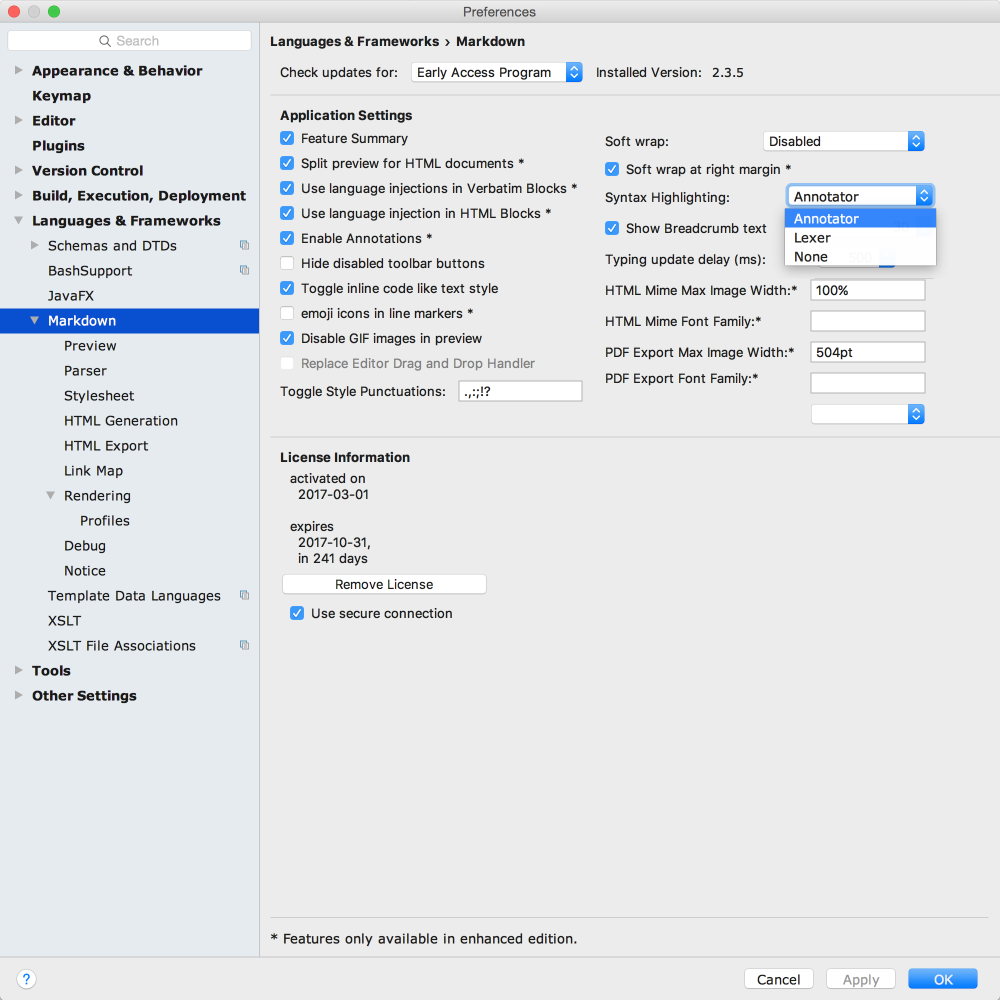 Preferences
Search
Appearance & Behavior
Keymap
Editor
Plugins
Version Control
Build, Execution, Deployment
Languages & Frameworks
Schemas and DTDs
BashSupport
JavaFX
Markdown
Preview
Parser
Stylesheet
HTML Generation
HTML Export
Link Map
Rendering
Profiles
Debug
Notice
Template Data Languages
XSLT
XSLT File Associations
Tools
Other Settings
Languages & Frameworks › Markdown
Check updates for: Early Access Program Installed Version: 2.3.5
Application Settings
Feature Summary
Split preview for HTML documents *
Use language injections in Verbatim Blocks *
Use language injection in HTML Blocks *
Enable Annotations *
Hide disabled toolbar buttons
Toggle inline code like text style
emoji icons in line markers *
Disable GIF images in preview
Replace Editor Drag and Drop Handler
Toggle Style Punctuations: .,:;!?
Soft wrap: Disabled
Soft wrap at right margin *
Syntax Highlighting: Annotator
Annotator
Lexer
None
Show Breadcrumb text
Typing update delay (ms): 500
HTML Mime Max Image Width:* 100%
HTML Mime Font Family:*
PDF Export Max Image Width:* 504pt
PDF Export Font Family:*
License Information
activated on
2017-03-01
expires
2017-10-31,
in 241 days
Remove License
Use secure connection
* Features only available in enhanced edition.
?
Cancel
Apply
OK